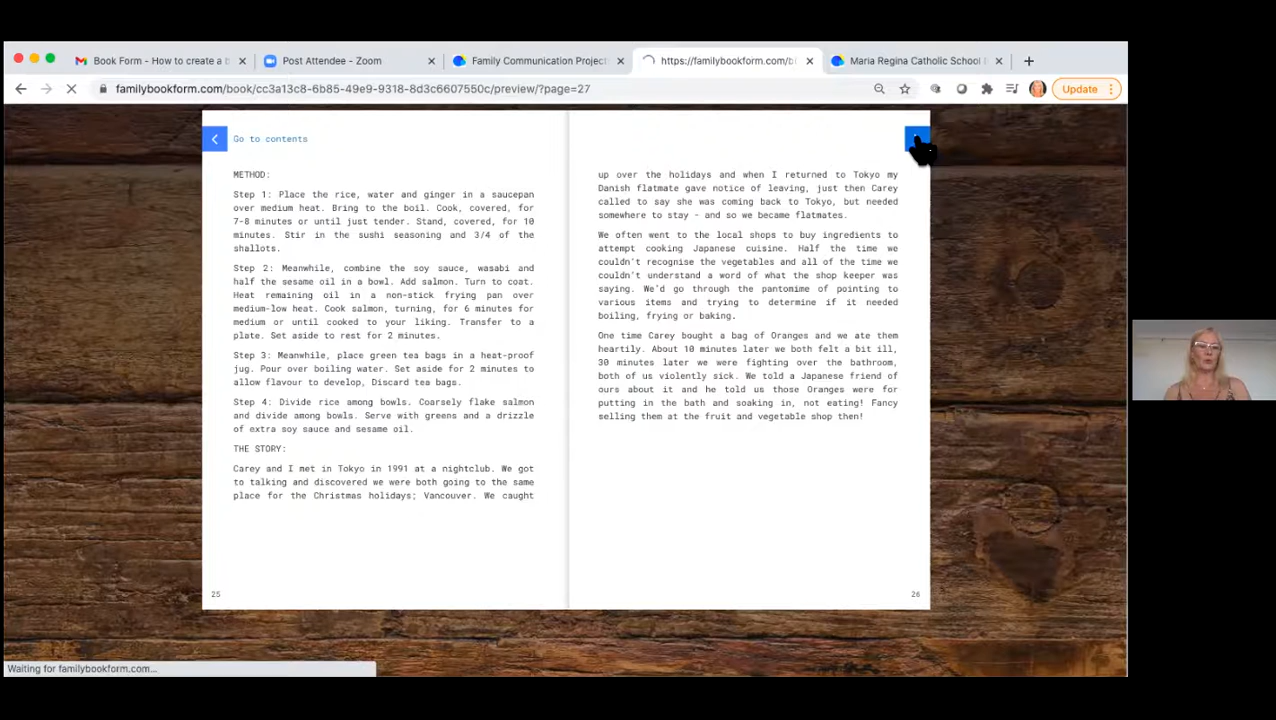 Book Form - How to create a b
Post Attendee - Zoom
Family Communication Project
https://familybookform.com/b
Maria Regina Catholic School &
familybookform.com/book/cc3a13c8-6b85-49e9-9318-8d3c6607550c/preview/?page=27
Update
Go to contents
METHOD:
Step 1: Place the rice, water and ginger in a saucepan
over medium heat. Bring to the boil. Cook, covered, for
7-8 minutes or until just tender. Stand, covered, for 10
minutes. Stir in the sushi seasoning and 3/4 of the
shallots.
Step 2: Meanwhile, combine the soy sauce, wasabi and
half the sesame oil in a bowl. Add salmon. Turn to coat.
Heat remaining oil in a non-stick frying pan over
medium-low heat. Cook salmon, turning, for 6 minutes for
medium or until cooked to your liking. Transfer to a
plate. Set aside to rest for 2 minutes.
Step 3: Meanwhile, place green tea bags in a heat-proof
jug. Pour over boiling water. Set aside for 2 minutes to
allow flavour to develop, Discard tea bags.
Step 4: Divide rice among bowls. Coarsely flake salmon
and divide among bowls. Serve with greens and a drizzle
of extra soy sauce and sesame oil.
THE STORY:
Carey and I met in Tokyo in 1991 at a nightclub. We got
to talking and discovered we were both going to the same
place for the Christmas holidays; Vancouver. We caught
25
up over the holidays and when I returned to Tokyo my
Danish flatmate gave notice of leaving, just then Carey
called to say she was coming back to Tokyo, but needed
somewhere to stay - and so we became flatmates.
We often went to the local shops to buy ingredients to
attempt cooking Japanese cuisine. Half the time we
couldn't recognise the vegetables and all of the time we
couldn't understand a word of what the shop keeper was
saying. We'd go through the pantomime of pointing to
various items and trying to determine if it needed
boiling, frying or baking.
One time Carey bought a bag of Oranges and we ate them
heartily. About 10 minutes later we both felt a bit ill,
30 minutes later we were fighting over the bathroom,
both of us violently sick. We told a Japanese friend of
ours about it and he told us those Oranges were for
putting in the bath and soaking in, not eating! Fancy
selling them at the fruit and vegetable shop then!
26
Waiting for familybookform.com...